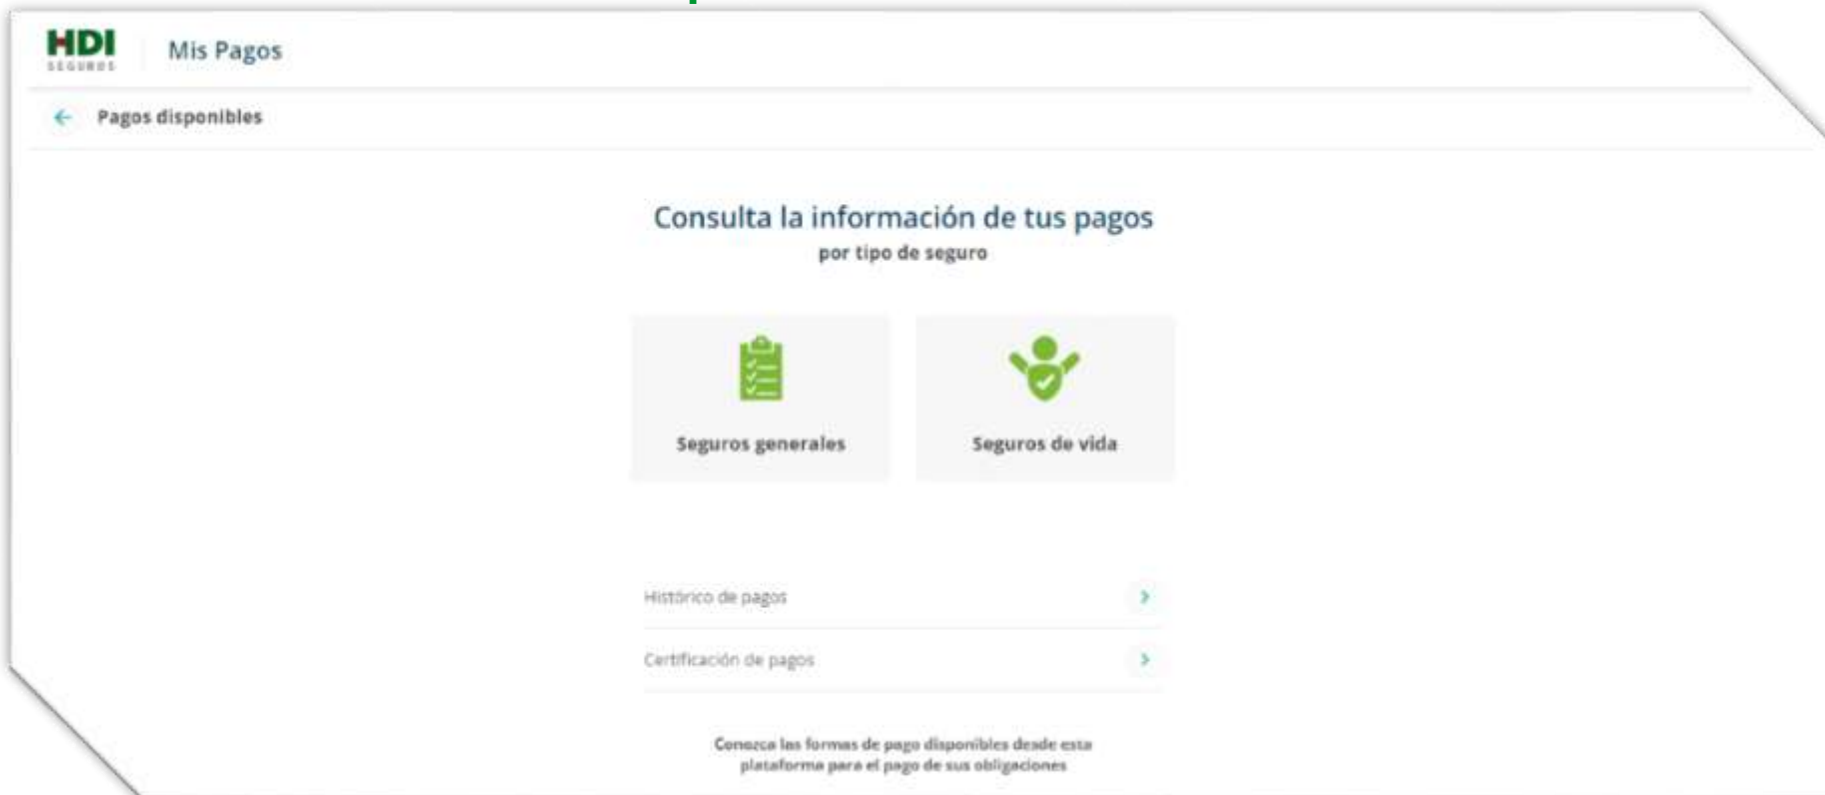 HDI
SEGUROS
Mis Pagos
Pagos disponibles
Consulta la información de tus pagos
por tipo de seguro
Seguros generales
Seguros de vida
Histórico de pagos
Certificación de pagos
Conozca las formas de pago disponibles desde esta
plataforma para el pago de sus obligaciones